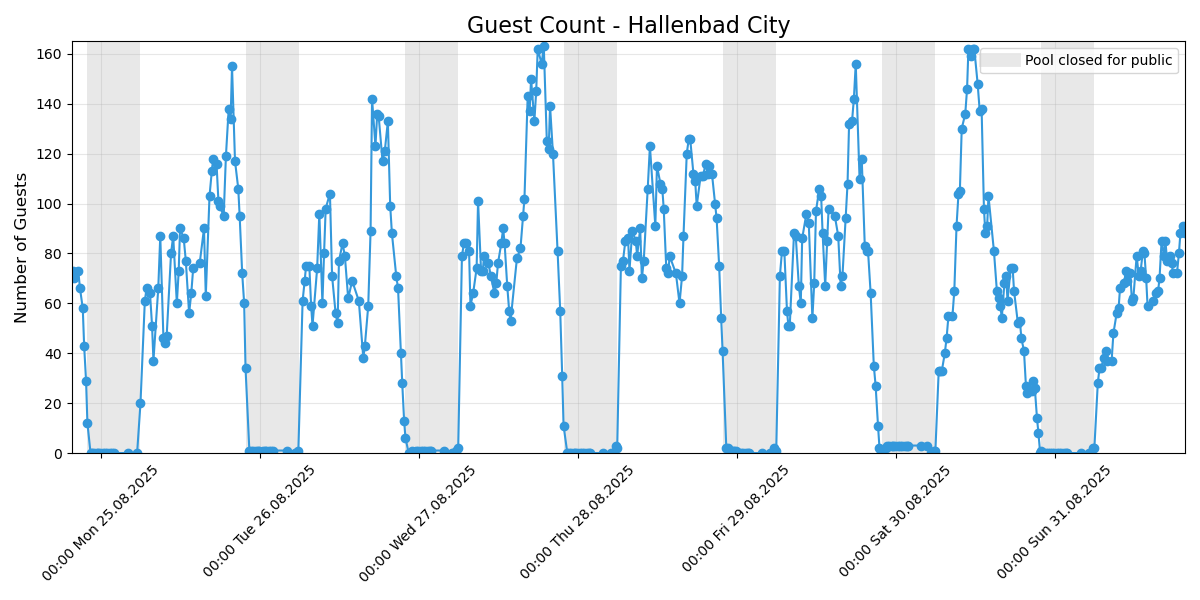 Guest Count - Hallenbad City
Pool closed for public
Number of Guests
160
140
120
100
80
60
40
20
0
00:00 Mon 25.08.2025
00:00 Tue 26.08.2025
00:00 Wed 27.08.2025
00:00 Thu 28.08.2025
00:00 Fri 29.08.2025
00:00 Sat 30.08.2025
00:00 Sun 31.08.2025